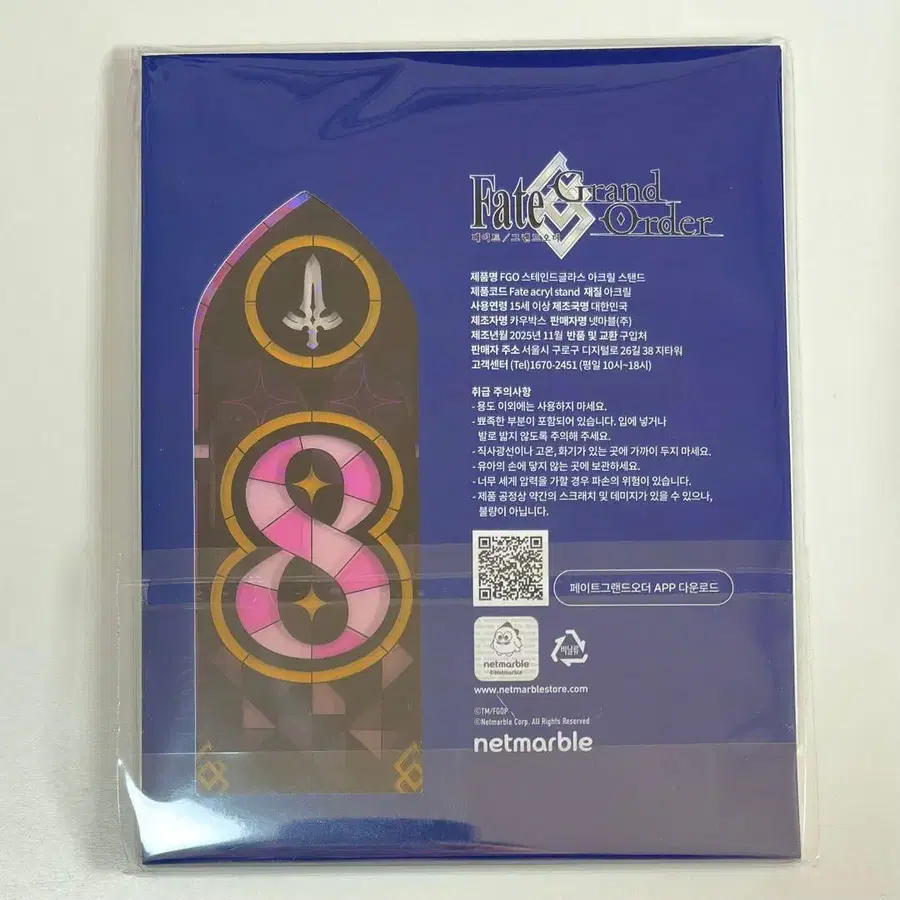 Fate Grand Order
페이트/그랜드오더
8
제품명 FGO 스테인드글라스 아크릴 스탠드
제품코드 Fate acryl stand 재질 아크릴
사용연령 15세 이상 제조국명 대한민국
제조자명 카우박스 판매자명 넷마블(주)
제조년월 2025년 11월 반품 및 교환 구입처
판매자 주소 서울시 구로구 디지털로 26길 38 지타워
고객센터 (Tel)1670-2451 (평일 10시~18시)
취급 주의사항
- 용도 이외에는 사용하지 마세요.
- 뾰족한 부분이 포함되어 있습니다. 입에 넣거나
발로 밟지 않도록 주의해 주세요.
- 직사광선이나 고온, 화기가 있는 곳에 가까이 두지 마세요.
- 유아의 손에 닿지 않는 곳에 보관하세요.
- 너무 세게 압력을 가할 경우 파손의 위험이 있습니다.
- 제품 공정상 약간의 스크래치 및 데미지가 있을 수 있으나,
불량이 아닙니다.
페이트그랜드오더 APP 다운로드
netmarble
©Netmarble
비닐류
www.netmarblestore.com
©TM/FGOP
©Netmarble Corp. All Rights Reserved
netmarble